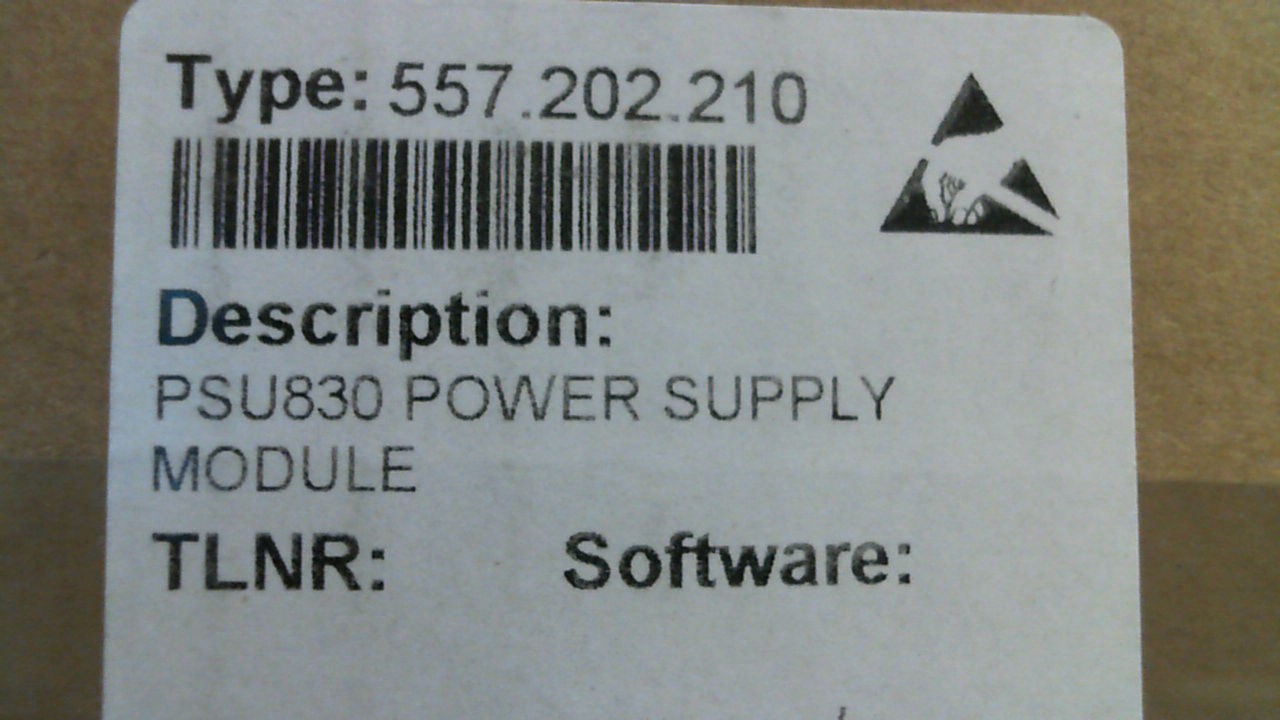 Type: 557.202.210
Description:
PSU830 POWER SUPPLY
MODULE
TLNR: Software: